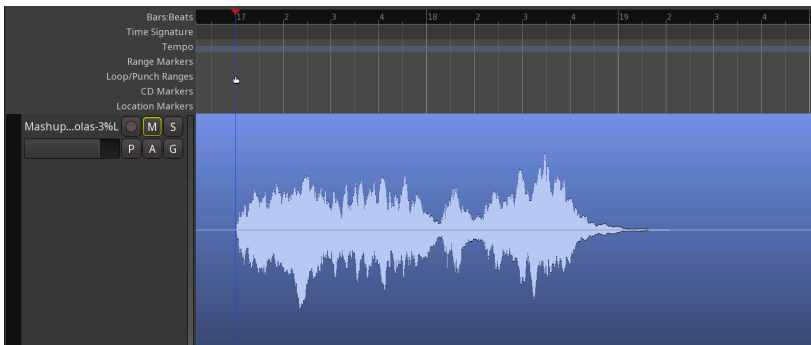 Bars:Beats 17 2 3 4 18 2 3 4 19 2 3 4
Time Signature
Tempo
Range Markers
Loop/Punch Ranges
CD Markers
Location Markers
Mashup...olas-3%L M S
P A G